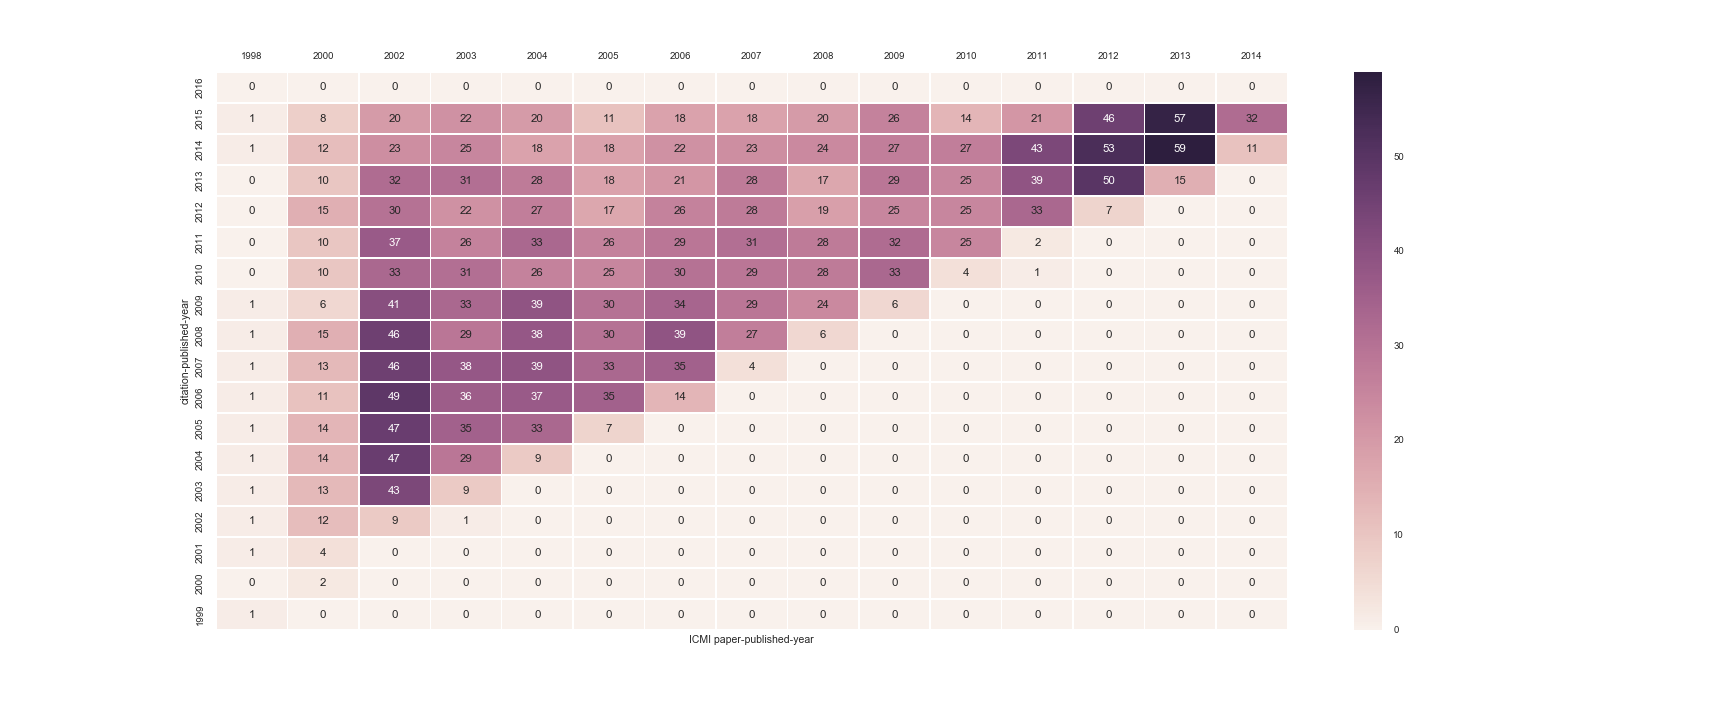 1998 2000 2002 2003 2004 2005 2006 2007 2008 2009 2010 2011 2012 2013 2014
2016 0 0 0 0 0 0 0 0 0 0 0 0 0 0 0
2015 1 8 20 22 20 11 18 18 20 26 14 21 46 57 32
2014 1 12 23 25 18 18 22 23 24 27 27 43 53 59 11
2013 0 10 32 31 28 18 21 28 17 29 25 39 50 15 0
2012 0 15 30 22 27 17 26 28 19 25 25 33 7 0 0
2011 0 10 37 26 33 26 29 31 28 32 25 2 0 0 0
2010 0 10 33 31 26 25 30 29 28 33 4 1 0 0 0
2009 1 6 41 33 39 30 34 29 24 6 0 0 0 0 0
2008 1 15 46 29 38 30 39 27 6 0 0 0 0 0 0
2007 1 13 46 38 39 33 35 4 0 0 0 0 0 0 0
2006 1 11 49 36 37 35 14 0 0 0 0 0 0 0 0
2005 1 14 47 35 33 7 0 0 0 0 0 0 0 0 0
2004 1 14 47 29 9 0 0 0 0 0 0 0 0 0 0
2003 1 13 43 9 0 0 0 0 0 0 0 0 0 0 0
2002 1 12 9 1 0 0 0 0 0 0 0 0 0 0 0
2001 1 4 0 0 0 0 0 0 0 0 0 0 0 0 0
2000 0 2 0 0 0 0 0 0 0 0 0 0 0 0 0
1999 1 0 0 0 0 0 0 0 0 0 0 0 0 0 0
citation-published-year
ICMI paper-published-year
50
40
30
20
10
0